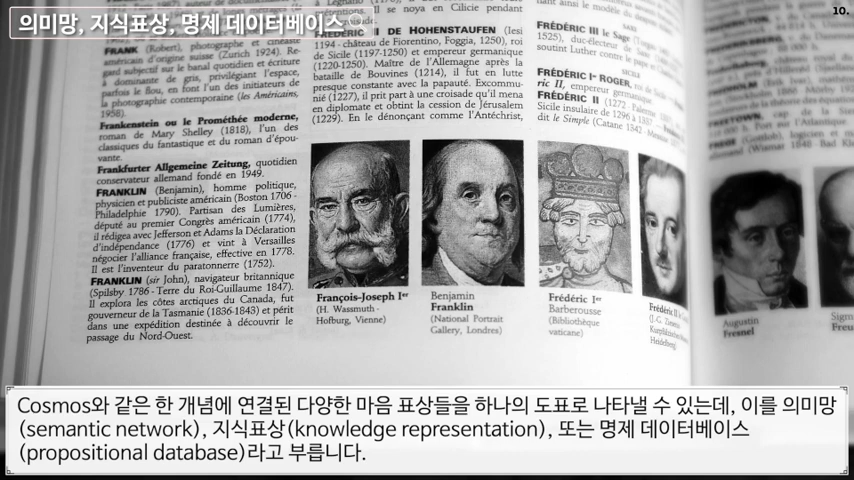 의미망, 지식표상, 명제 데이터베이스
10.
FRANK (Robert), photographe et cinéaste
américain d'origine suisse (Zurich 1924). Re-
gard subjectif sur le banal quotidien et écriture
à dominante de gris, privilégiant l'espace,
parfois le flou, en font l'un des initiateurs de
la photographie contemporaine (les Américains,
1958).
Frankenstein ou le Prométhée moderne,
roman de Mary Shelley (1818), l'un des
classiques du fantastique et du roman d'épou-
vante.
Frankfurter Allgemeine Zeitung, quotidien
conservateur allemand fondé en 1949.
FRANKLIN (Benjamin), homme politique,
physicien et publiciste américain (Boston 1706 -
Philadelphie 1790). Partisan des Lumières,
député au premier Congrès américain (1774),
il rédigea avec Jefferson et Adams la Déclaration
d'indépendance (1776) et vint à Versailles
négocier l'alliance française, effective en 1778.
Il est l'inventeur du paratonnerre (1752).
FRANKLIN (sir John), navigateur britannique
(Spilsby 1786 - Terre du Roi-Guillaume 1847).
Il explora les côtes arctiques du Canada, fut
gouverneur de la Tasmanie (1836-1843) et périt
dans une expédition destinée à découvrir le
passage du Nord-Ouest.
Il se noya en Cilicie pendant
FRÉDÉRIC II DE HOHENSTAUFEN (Iesi
1194 - château de Fiorentino, Foggia, 1250), roi
de Sicile (1197-1250) et empereur germanique
(1220-1250). Maître de l'Allemagne après la
bataille de Bouvines (1214), il fut en lutte
presque constante avec la papauté. Excommu-
nié (1227), il prit part à une croisade qu'il mena
en diplomate et obtint la cession de Jérusalem
(1229). En le dénonçant comme l'Antéchrist,
FRÉDÉRIC III le Sage
1525), duc-électeur de
soutint Luther contre le pape
SICILE
FRÉDÉRIC Ier ROGER, roi de
FRÉDÉRIC II (1272
Sicile insulaire de 1296 à
dit le Simple (Catane 1342
François-Joseph Ier
(H. Wassmuth -
Hofburg, Vienne)
Benjamin
Franklin
(National Portrait
Gallery, Londres)
Frédéric Ier
Barberousse
(Bibliothèque
vaticane)
Frédéric II
Heidelberg)
Augustin
Fresnel
Cosmos와 같은 한 개념에 연결된 다양한 마음 표상들을 하나의 도표로 나타낼 수 있는데, 이를 의미망
(semantic network), 지식표상(knowledge representation), 또는 명제 데이터베이스
(propositional database)라고 부릅니다.